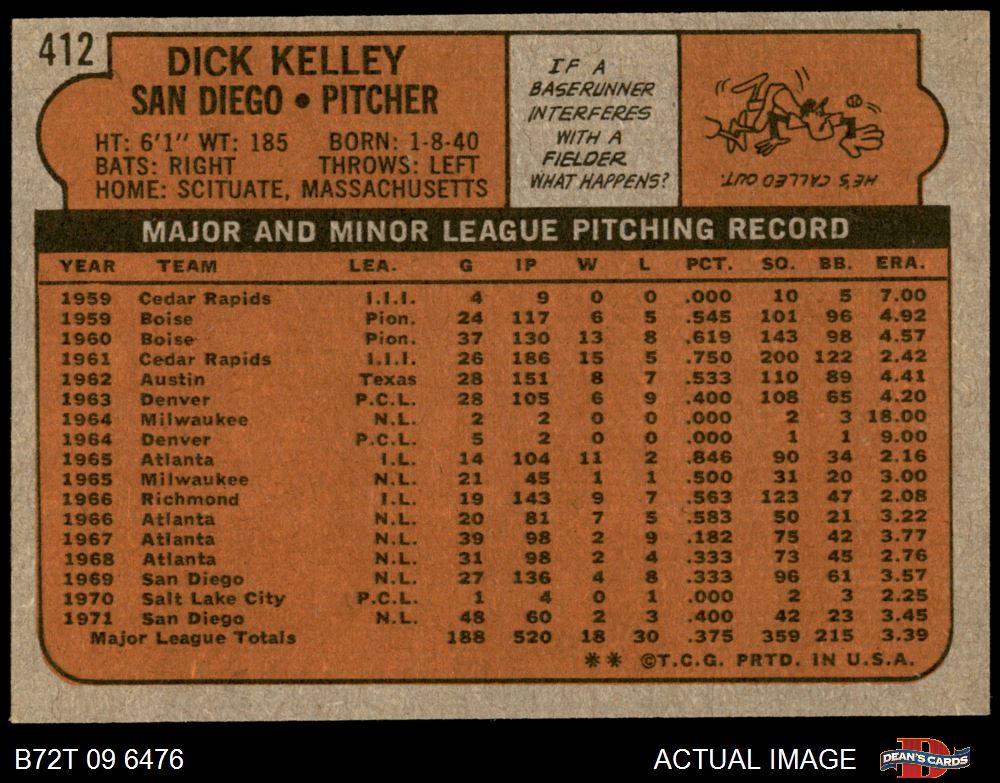 412
DICK KELLEY
SAN DIEGO • PITCHER
HT: 6'1" WT: 185 BORN: 1-8-40
BATS: RIGHT THROWS: LEFT
HOME: SCITUATE, MASSACHUSETTS
IF A
BASERUNNER
INTERFERES
WITH A
FIELDER
WHAT HAPPENS?
HE'S CALLED OUT.
MAJOR AND MINOR LEAGUE PITCHING RECORD
YEAR TEAM LEA. G IP W L PCT. SO. BB. ERA.
1959 Cedar Rapids I.I.I. 4 9 0 0 .000 10 5 7.00
1959 Boise Pion. 24 117 6 5 .545 101 96 4.92
1960 Boise Pion. 37 130 13 8 .619 143 98 4.57
1961 Cedar Rapids I.I.I. 26 186 15 5 .750 200 122 2.42
1962 Austin Texas 28 151 8 7 .533 110 89 4.41
1963 Denver P.C.L. 28 105 6 9 .400 108 65 4.20
1964 Milwaukee N.L. 2 2 0 0 .000 2 3 18.00
1964 Denver P.C.L. 5 2 0 0 .000 1 1 9.00
1965 Atlanta I.L. 14 104 11 2 .846 90 34 2.16
1965 Milwaukee N.L. 21 45 1 1 .500 31 20 3.00
1966 Richmond I.L. 19 143 9 7 .563 123 47 2.08
1966 Atlanta N.L. 20 81 7 5 .583 50 21 3.22
1967 Atlanta N.L. 39 98 2 9 .182 75 42 3.77
1968 Atlanta N.L. 31 98 2 4 .333 73 45 2.76
1969 San Diego N.L. 27 136 4 8 .333 96 61 3.57
1970 Salt Lake City P.C.L. 1 4 0 1 .000 2 3 2.25
1971 San Diego N.L. 48 60 2 3 .400 42 23 3.45
Major League Totals 188 520 18 30 .375 359 215 3.39
** ©T.C.G. PRTD. IN U.S.A.
B72T 09 6476 ACTUAL IMAGE DEAN'S CARDS